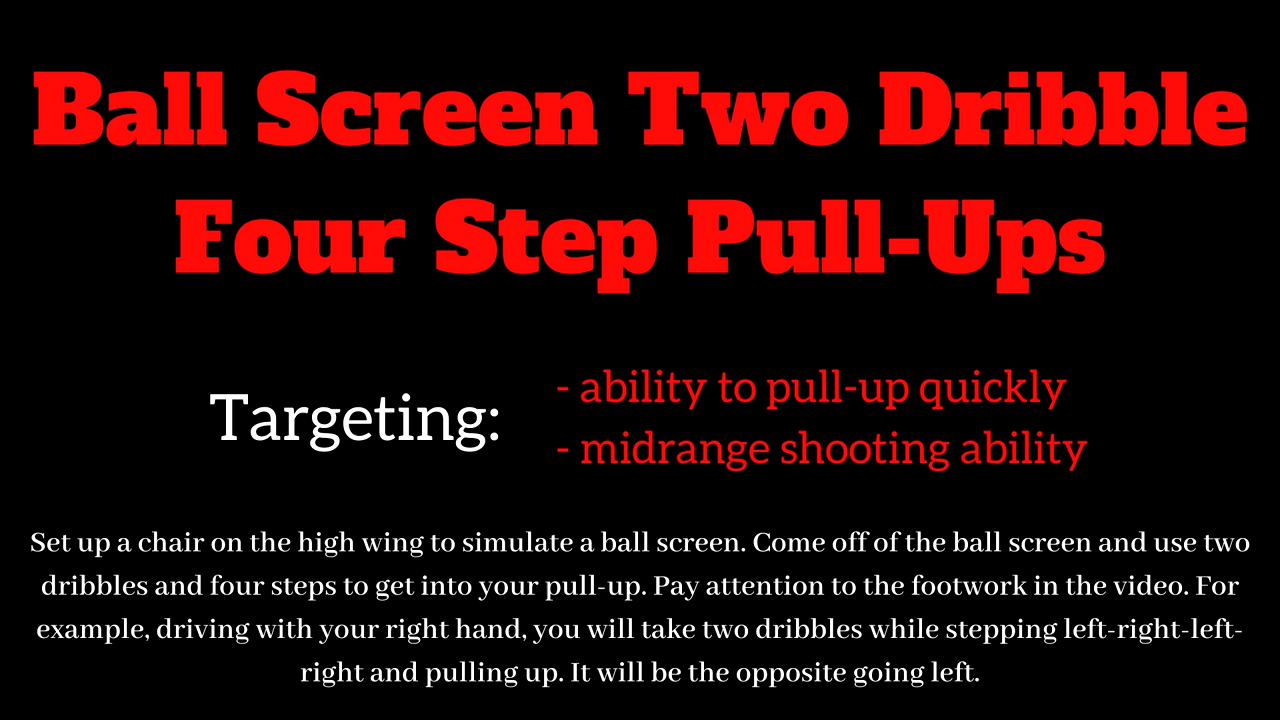 Ball Screen Two Dribble
Four Step Pull-Ups
Targeting:
- ability to pull-up quickly
- midrange shooting ability
Set up a chair on the high wing to simulate a ball screen. Come off of the ball screen and use two
dribbles and four steps to get into your pull-up. Pay attention to the footwork in the video. For
example, driving with your right hand, you will take two dribbles while stepping left-right-left-
right and pulling up. It will be the opposite going left.